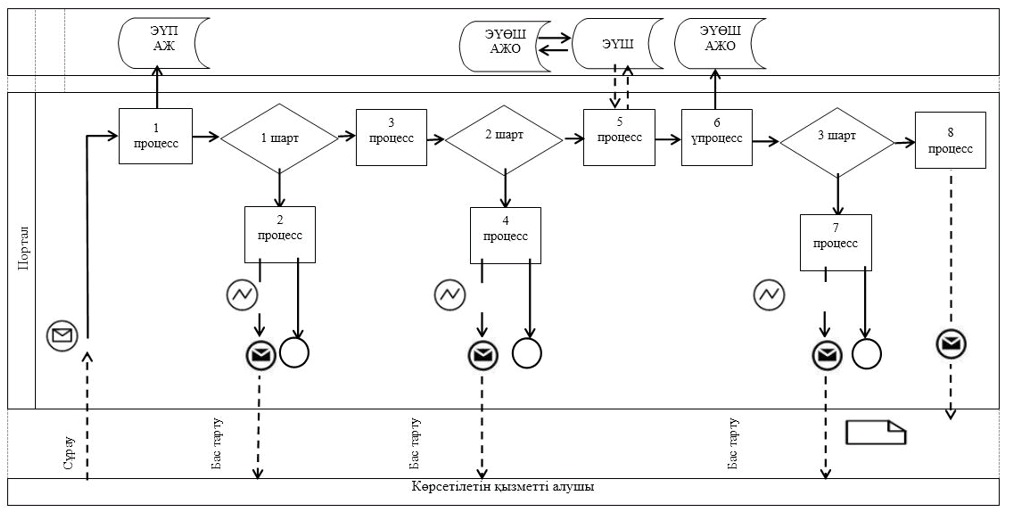 ЭҮП
АЖ
ЭҮӨШ
АЖО
ЭҮШ
ЭҮӨШ
АЖО
1
процесс
1 шарт
3
процесс
2 шарт
5
процесс
6
үпроцесс
3 шарт
8
процесс
2
процесс
4
процесс
7
процесс
Портал
Сұрау
Бас тарту
Бас тарту
Бас тарту
Көрсетілетін қызметті алушы